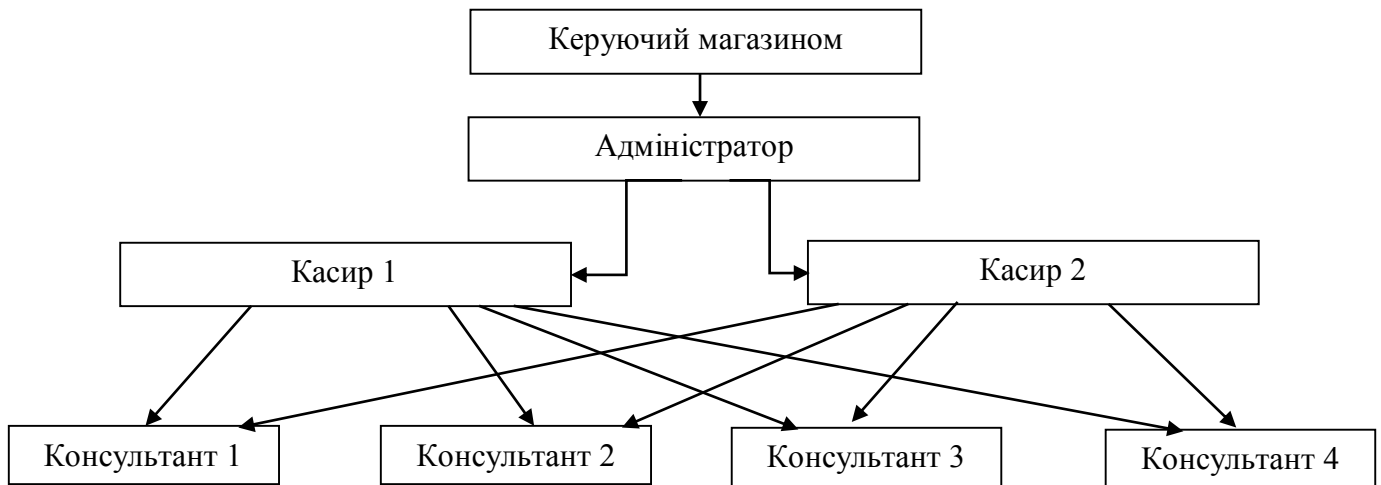 Керуючий магазином
Адміністратор
Касир 1
Касир 2
Консультант 1
Консультант 2
Консультант 3
Консультант 4